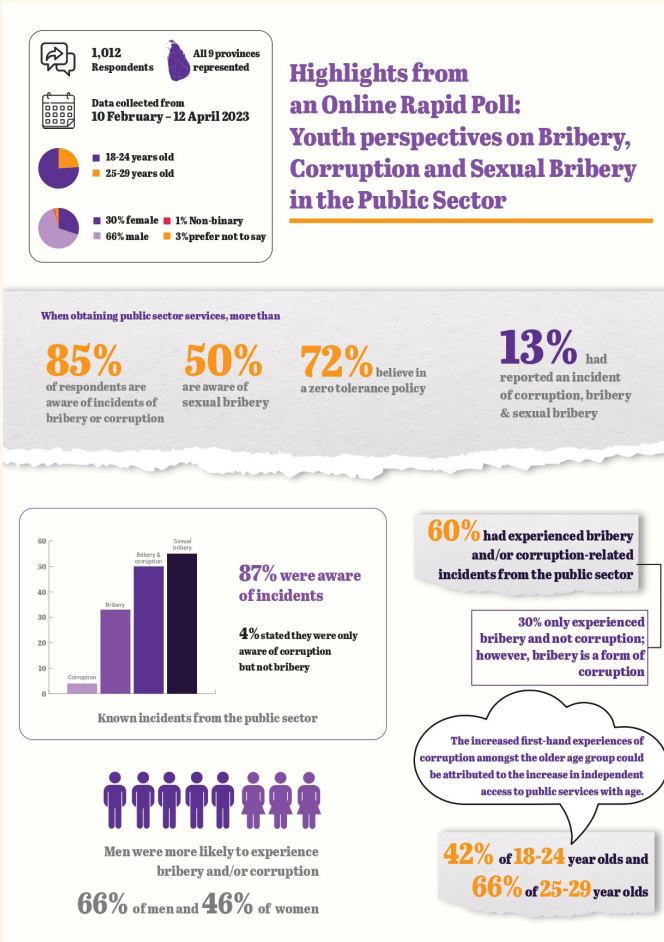 1,012
Respondents
All 9 provinces
represented
Data collected from
10 February – 12 April 2023
18-24 years old
25-29 years old
30% female
1% Non-binary
66% male
3% prefer not to say
Highlights from
an Online Rapid Poll:
Youth perspectives on Bribery,
Corruption and Sexual Bribery
in the Public Sector
When obtaining public sector services, more than
85%
of respondents are
aware of incidents of
bribery or corruption
50%
are aware of
sexual bribery
72% believe in
a zero tolerance policy
13% had
reported an incident
of corruption, bribery
& sexual bribery
60
50
40
30
20
10
0
Corruption
Bribery
Bribery &
corruption
Sexual
bribery
Known incidents from the public sector
87% were aware
of incidents
4% stated they were only
aware of corruption
but not bribery
60% had experienced bribery
and/or corruption-related
incidents from the public sector
30% only experienced
bribery and not corruption;
however, bribery is a form of
corruption
The increased first-hand experiences of
corruption amongst the older age group could
be attributed to the increase in independent
access to public services with age.
42% of 18-24 year olds and
66% of 25-29 year olds
Men were more likely to experience
bribery and/or corruption
66% of men and 46% of women